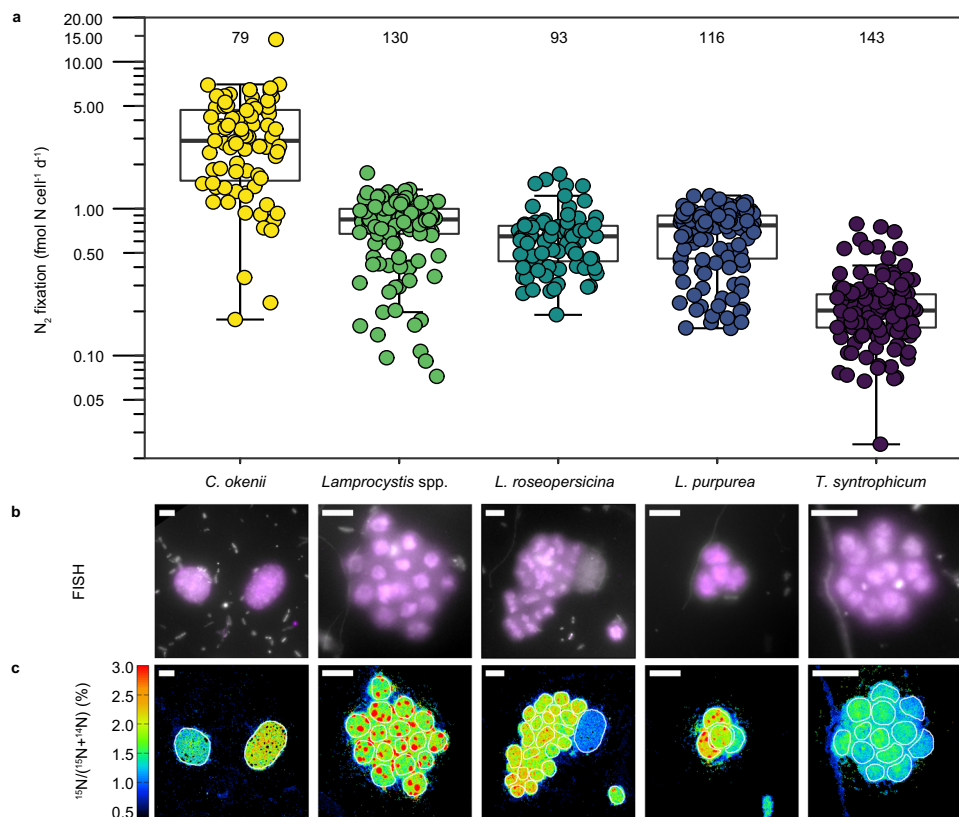 a
20.00
15.00
10.00
5.00
1.00
0.50
0.10
0.05
N₂ fixation (fmol N cell⁻¹ d⁻¹)
79 130 93 116 143
C. okenii Lamprocystis spp. L. roseopersicina L. purpurea T. syntrophicum
b
FISH
c
3.0
2.5
2.0
1.5
1.0
0.5
¹⁵N/(¹⁵N+¹⁴N) (%)